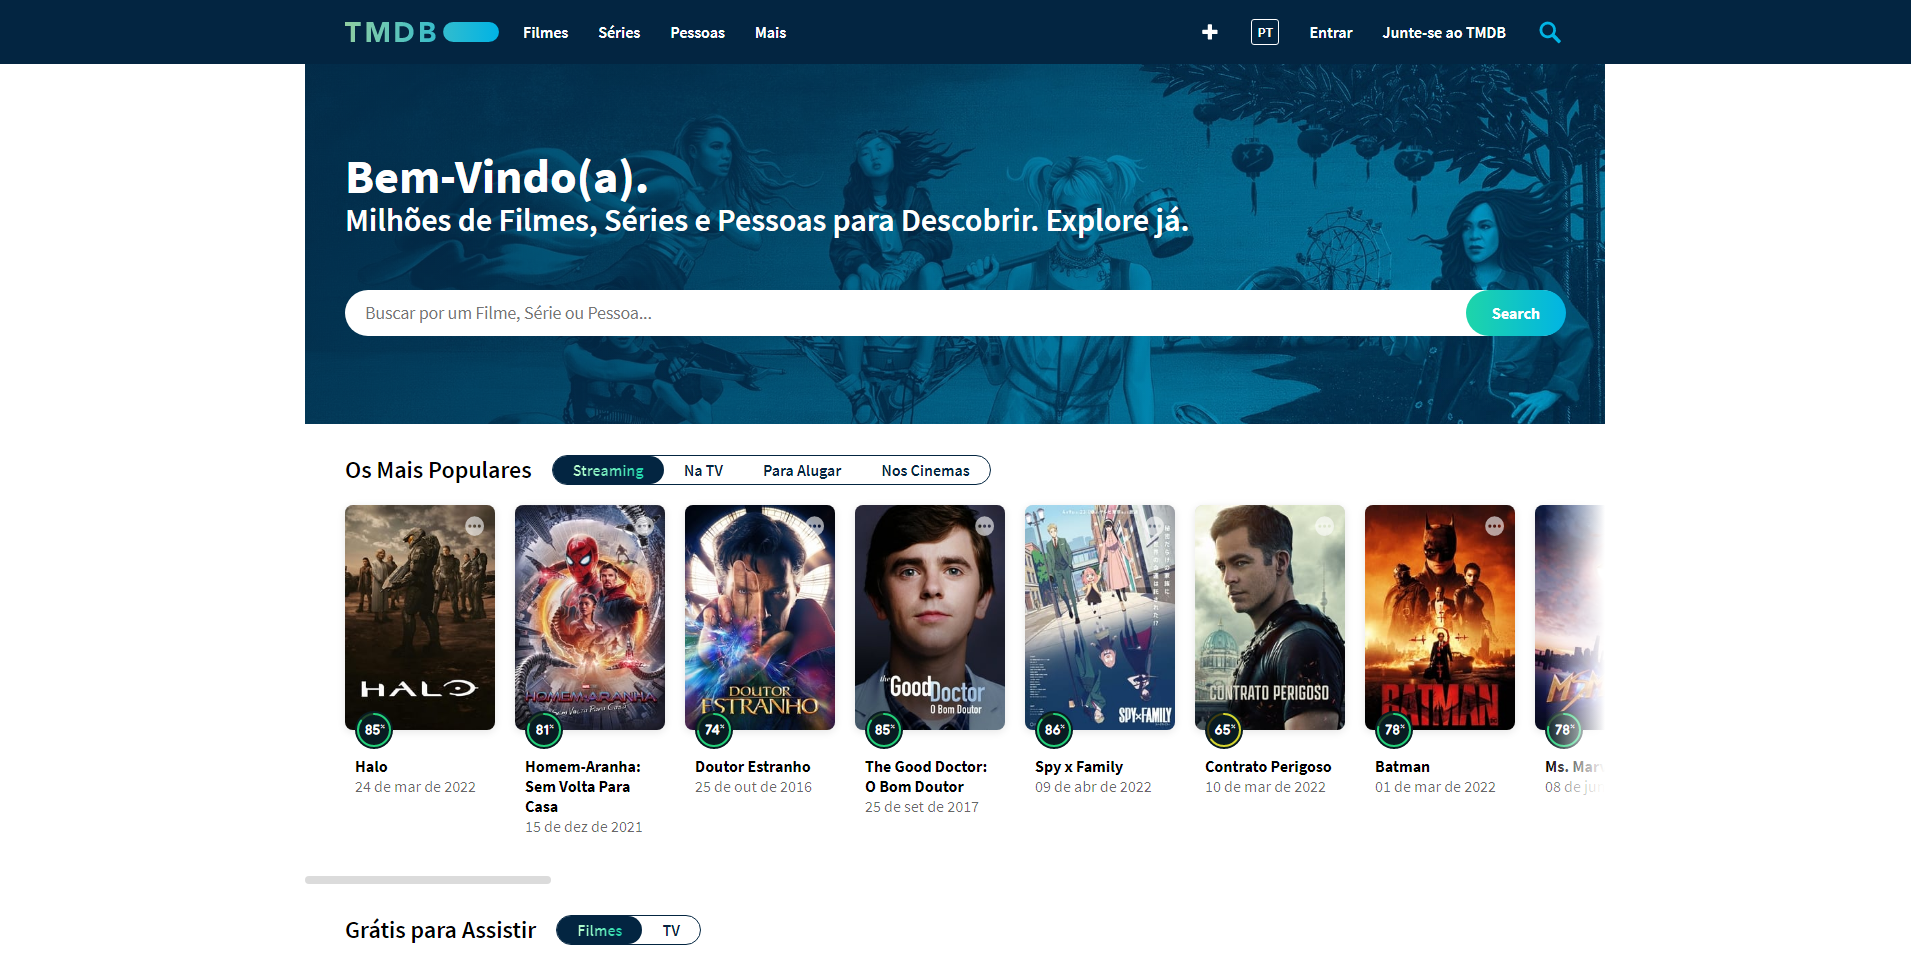 TMDB
Filmes Séries Pessoas Mais
PT
Entrar
Junte-se ao TMDB
Bem-Vindo(a).
Milhões de Filmes, Séries e Pessoas para Descobrir. Explore já.
Buscar por um Filme, Série ou Pessoa...
Search
Os Mais Populares
Streaming Na TV Para Alugar Nos Cinemas
HALO
85%
Halo
24 de mar de 2022
HOMEM-ARANHA
Sem Volta Para Casa
81%
Homem-Aranha:
Sem Volta Para
Casa
15 de dez de 2021
DOUTOR
ESTRANHO
74%
Doutor Estranho
25 de out de 2016
the Good Doctor
O Bom Doutor
85%
The Good Doctor:
O Bom Doutor
25 de set de 2017
SPY×FAMILY
86%
Spy x Family
09 de abr de 2022
CONTRATO PERIGOSO
65%
Contrato Perigoso
10 de mar de 2022
BATMAN
78%
Batman
01 de mar de 2022
78%
Ms. Marv
08 de jun
Grátis para Assistir
Filmes TV